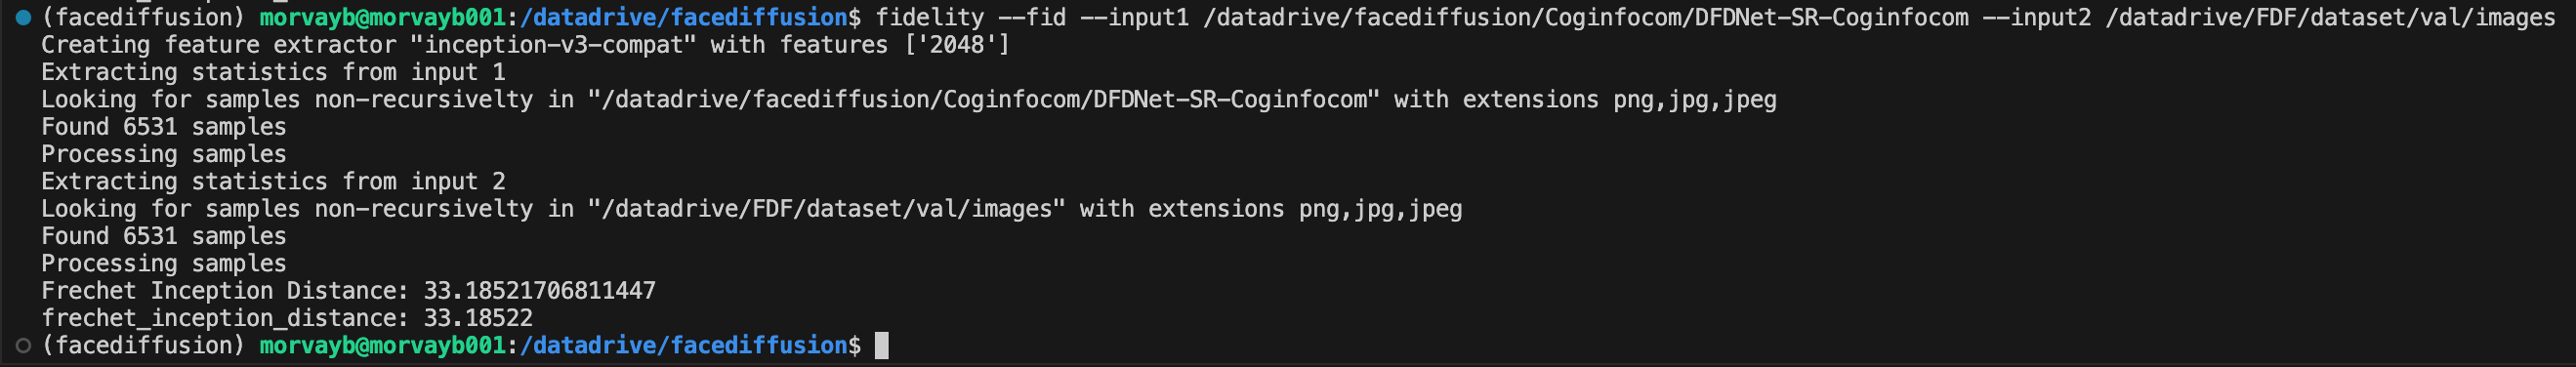 (facediffusion) morvayb@morvayb001:/datadrive/facediffusion$ fidelity --fid --input1 /datadrive/facediffusion/Coginfocom/DFDNet-SR-Coginfocom --input2 /datadrive/FDF/dataset/val/images
Creating feature extractor "inception-v3-compat" with features ['2048']
Extracting statistics from input 1
Looking for samples non-recursivelty in "/datadrive/facediffusion/Coginfocom/DFDNet-SR-Coginfocom" with extensions png,jpg,jpeg
Found 6531 samples
Processing samples
Extracting statistics from input 2
Looking for samples non-recursivelty in "/datadrive/FDF/dataset/val/images" with extensions png,jpg,jpeg
Found 6531 samples
Processing samples
Frechet Inception Distance: 33.18521706811447
frechet_inception_distance: 33.18522
(facediffusion) morvayb@morvayb001:/datadrive/facediffusion$